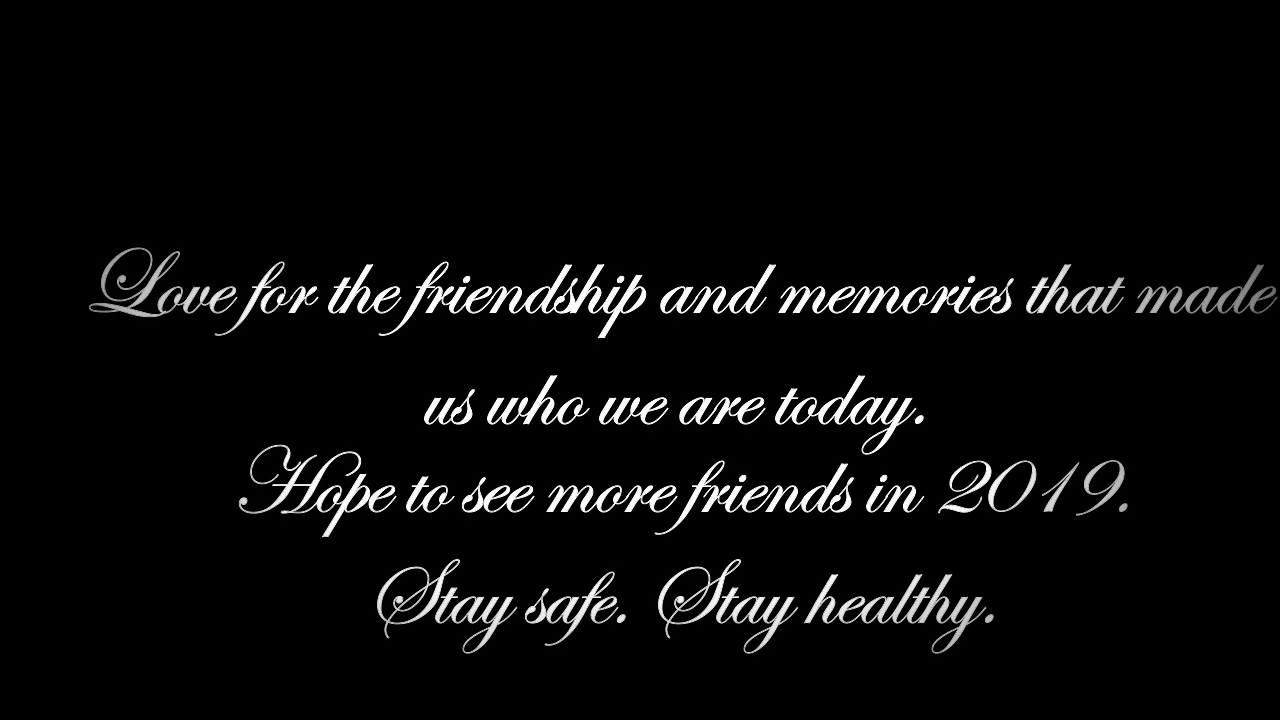 Love for the friendship and memories that made
us who we are today.
Hope to see more friends in 2019.
Stay safe. Stay healthy.